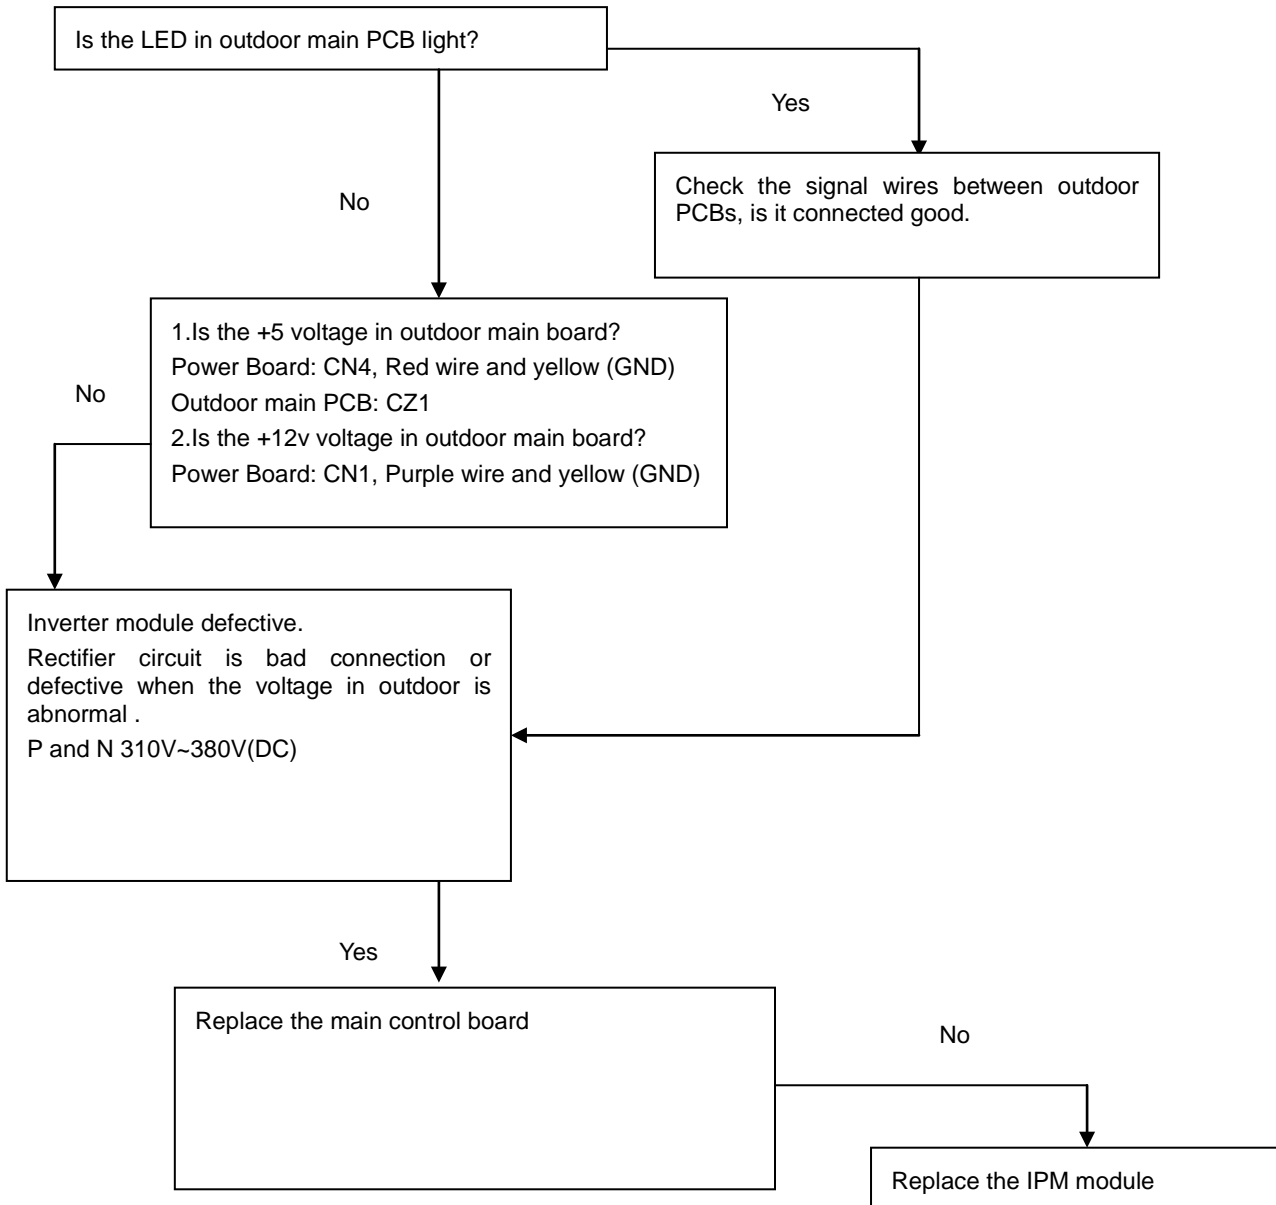 Is the LED in outdoor main PCB light?
Yes
Check the signal wires between outdoor
PCBs, is it connected good.
No
1.Is the +5 voltage in outdoor main board?
Power Board: CN4, Red wire and yellow (GND)
No
Outdoor main PCB: CZ1
2.Is the +12v voltage in outdoor main board?
Power Board: CN1, Purple wire and yellow (GND)
Inverter module defective.
Rectifier circuit is bad connection or
defective when the voltage in outdoor is
abnormal .
P and N 310V~380V(DC)
Yes
Replace the main control board
No
Replace the IPM module